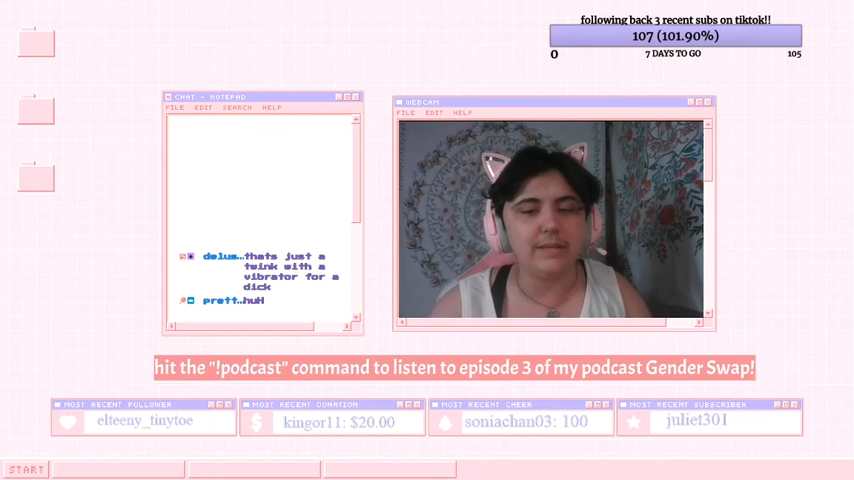 following back 3 recent subs on tiktok!!
107 (101.90%)
0 7 DAYS TO GO 105
CHAT - NOTEPAD
FILE EDIT SEARCH HELP
delus..thats just a
twink with a
vibrator for a
dick
prett..huH
WEBCAM
FILE EDIT HELP
hit the "!podcast" command to listen to episode 3 of my podcast Gender Swap!
MOST RECENT FOLLOWER
elteeny_tinytoe
MOST RECENT DONATION
kingor11: $20.00
MOST RECENT CHEER
soniachan03: 100
MOST RECENT SUBSCRIBER
juliet301
START